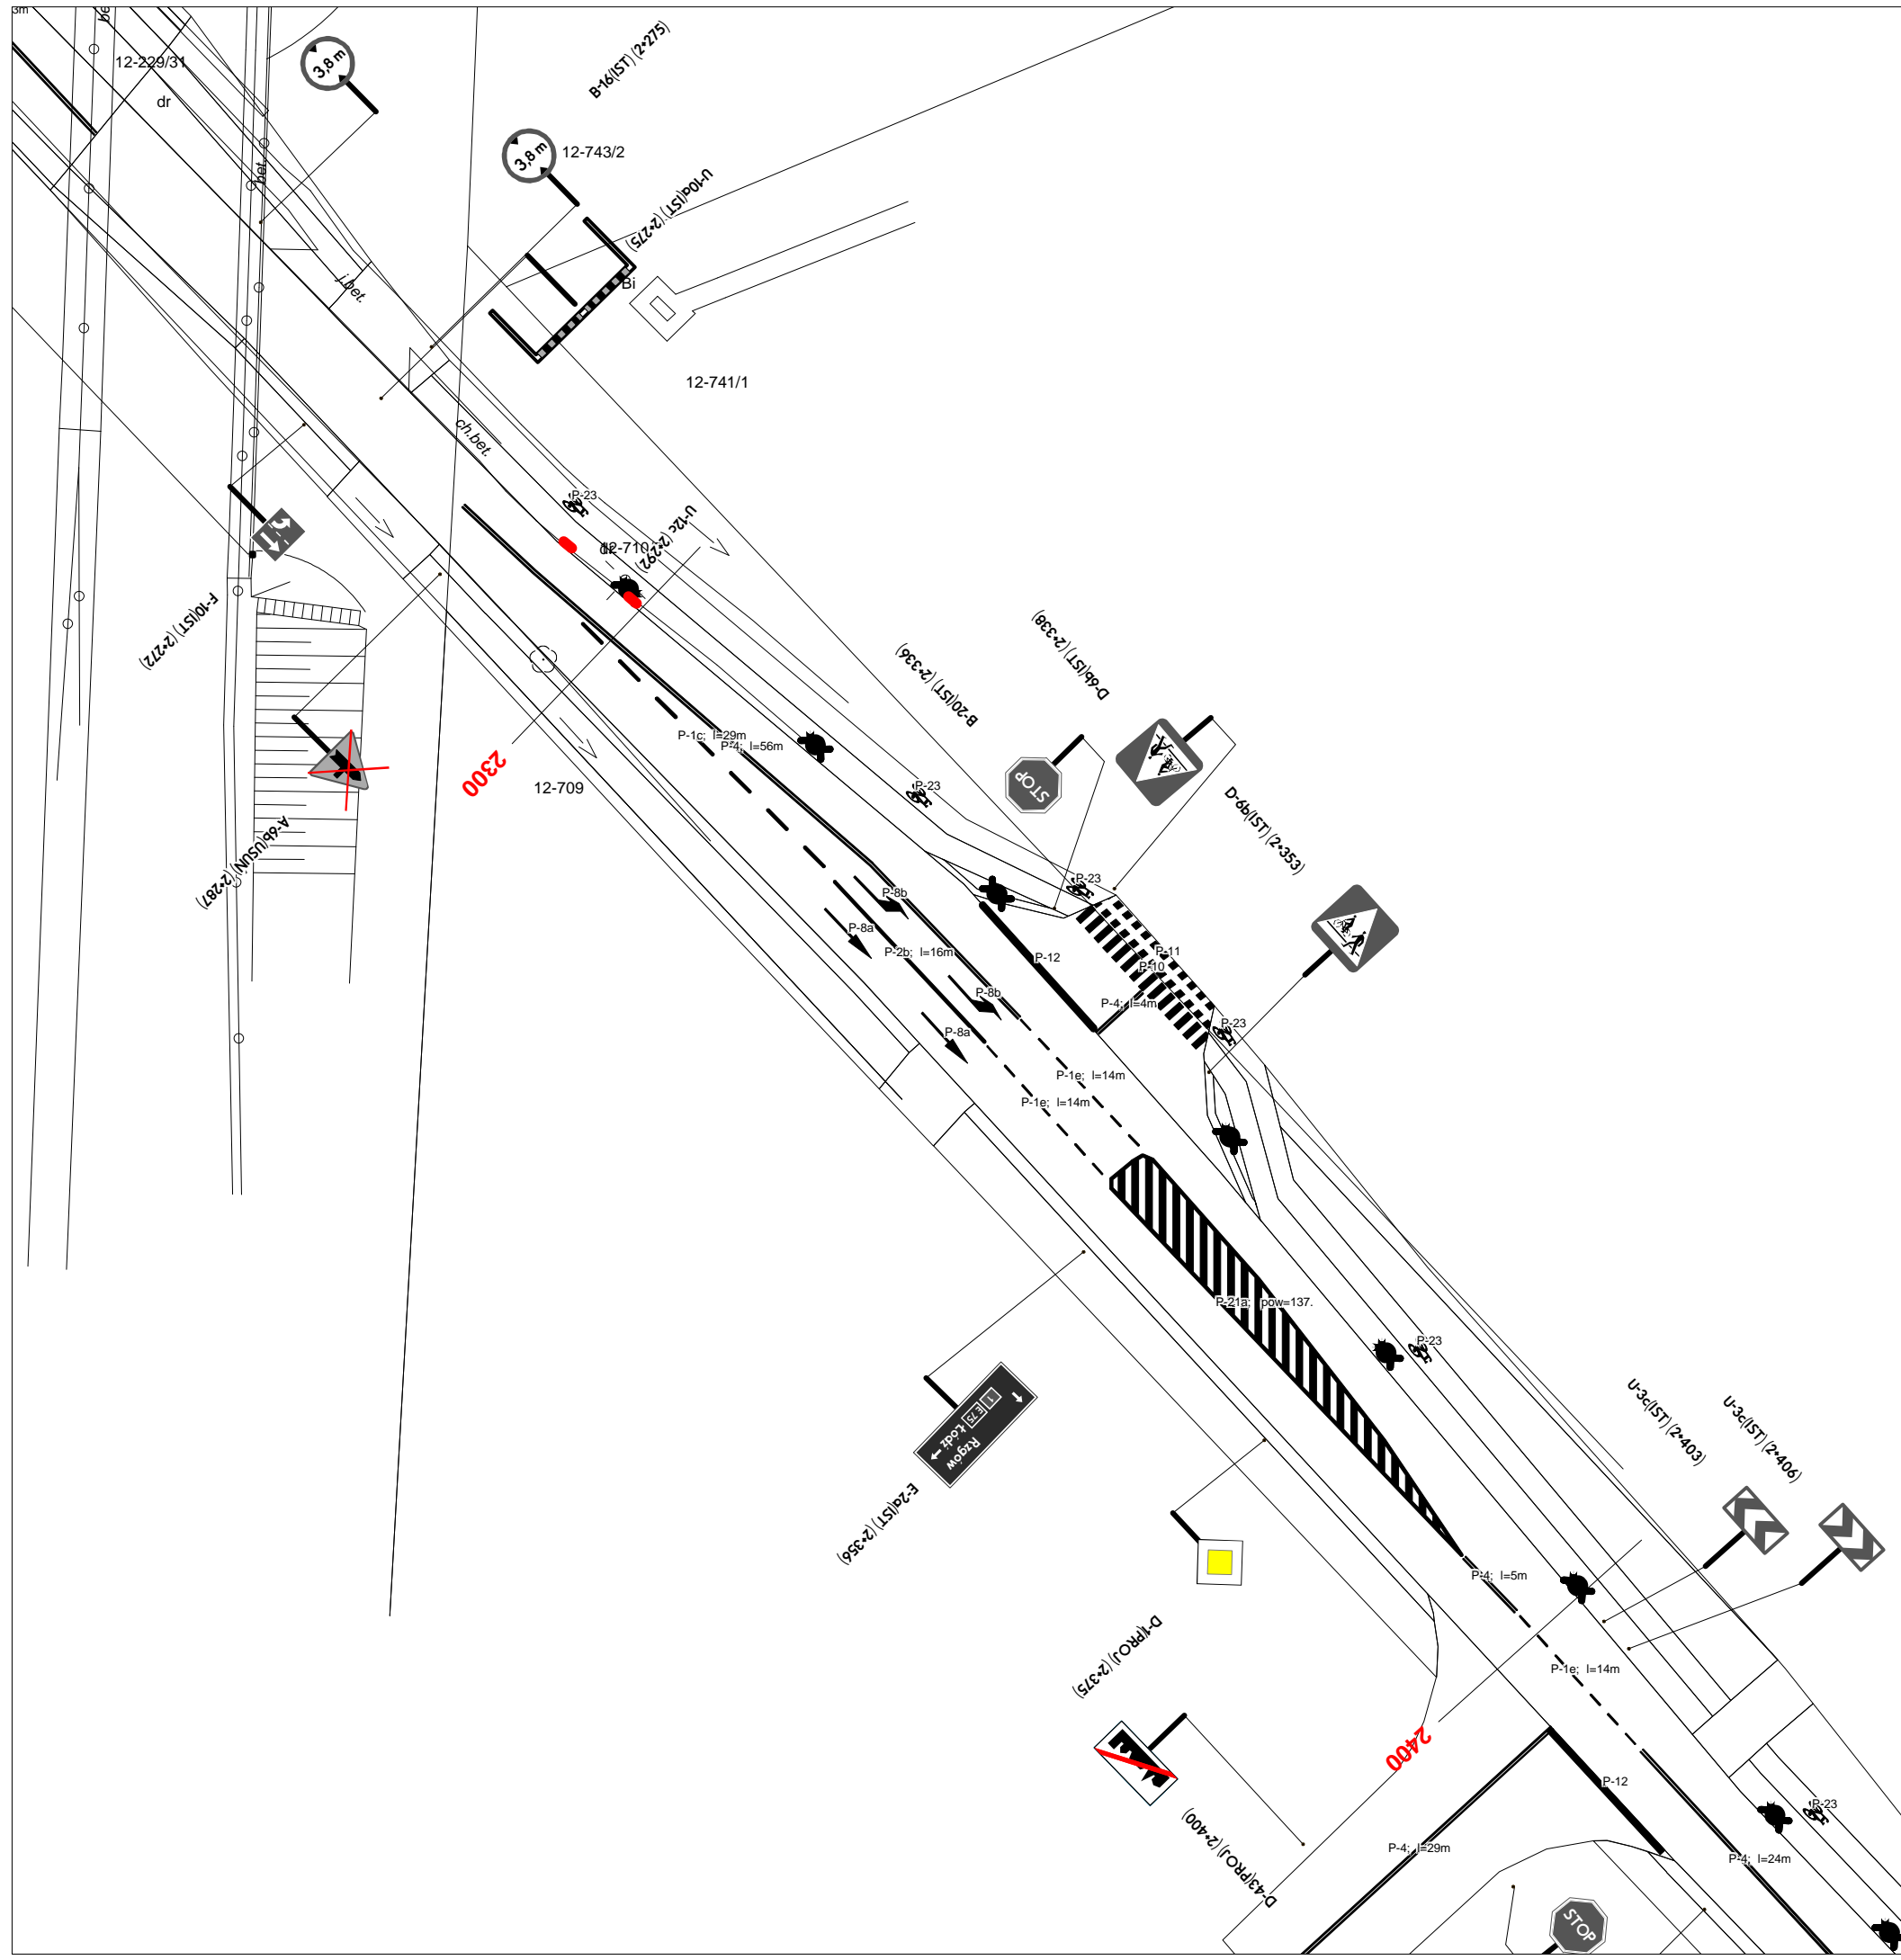 3m
be
12-229/31
dr
3,8 m
B-16(IST) (2+275)
3,8 m
12-743/2
bet.
U-10a(IST) (2+275)
Bi
j.bet.
12-741/1
ch.bet.
P-23
U-12c (2+292)
dr
12-710
F-10(IST) (2+272)
D-6b(IST) (2+338)
B-20(IST) (2+336)
P-1c; l=29m
P-4; l=56m
2300
12-709
STOP
P-23
D-6b(IST) (2+353)
A-6b(USUN) (2+287)
P-23
P-8b
P-8a
P-2b; l=16m
P-12
P-11
P-10
P-8b
P-4; l=4m
P-8a
P-23
P-1e; l=14m
P-1e; l=14m
P-21a; pow=137.
P-23
Rzgów
Łódź E75 1
E-2a(IST) (2+356)
U-3c(IST) (2+403)
U-3c(IST) (2+406)
P-4; l=5m
D-1(PROJ) (2+375)
P-1e; l=14m
2400
P-12
P-23
D-43(PROJ) (2+400)
P-4; l=29m
P-4; l=24m
STOP